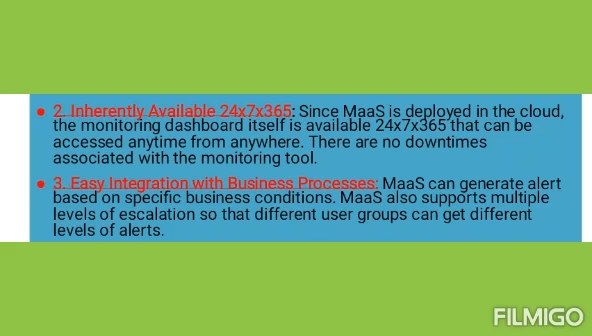 • 2. Inherently Available 24x7x365: Since MaaS is deployed in the cloud,
the monitoring dashboard itself is available 24x7x365 that can be
accessed anytime from anywhere. There are no downtimes
associated with the monitoring tool.
• 3. Easy Integration with Business Processes: MaaS can generate alert
based on specific business conditions. MaaS also supports multiple
levels of escalation so that different user groups can get different
levels of alerts.
FILMIGO